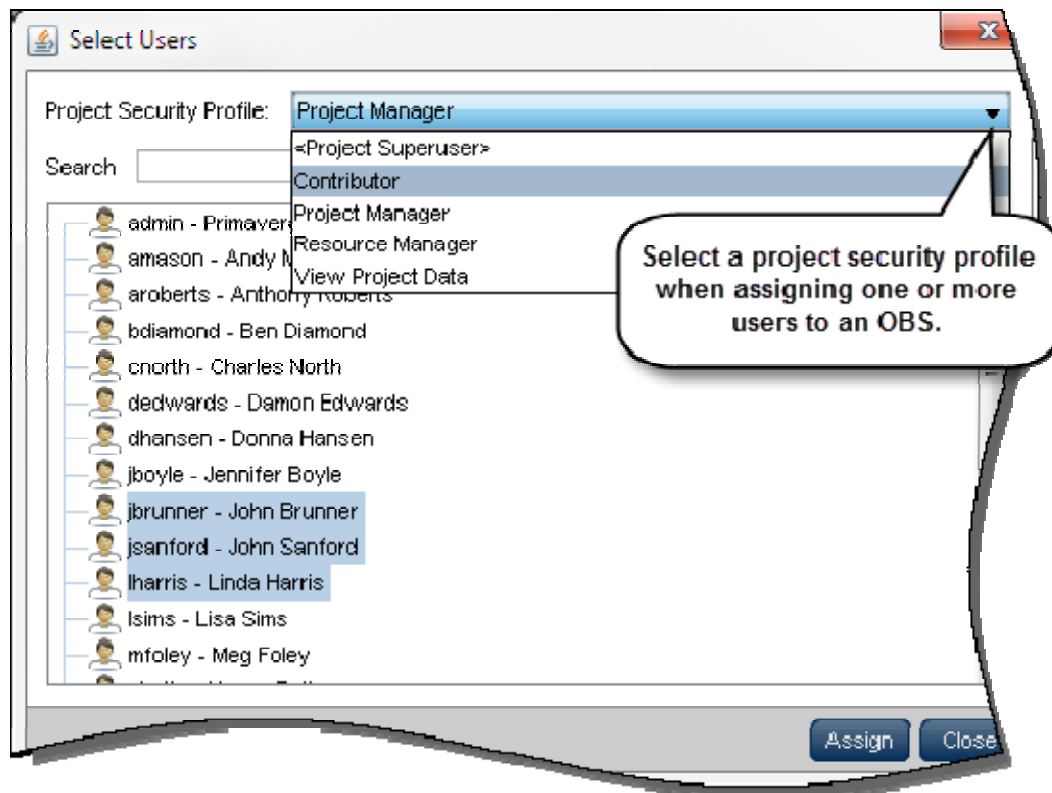 Select Users
Project Security Profile: Project Manager
<Project Superuser>
Search
Contributor
Project Manager
Resource Manager
View Project Data
admin - Primaver
amason - Andy M
aroberts - Anthony Roberts
bdiamond - Ben Diamond
cnorth - Charles North
dedwards - Damon Edwards
dhansen - Donna Hansen
jboyle - Jennifer Boyle
jbrunner - John Brunner
jsanford - John Sanford
lharris - Linda Harris
lsims - Lisa Sims
mfoley - Meg Foley
Select a project security profile
when assigning one or more
users to an OBS.
Assign
Close